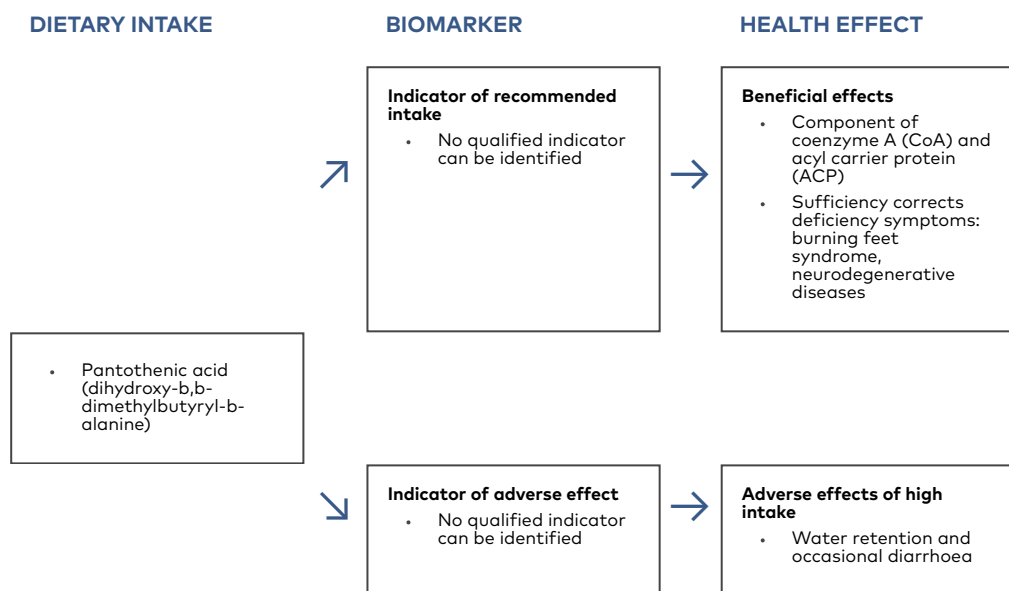 DIETARY INTAKE
BIOMARKER
HEALTH EFFECT
Indicator of recommended
intake
• No qualified indicator
can be identified
Beneficial effects
• Component of
coenzyme A (CoA) and
acyl carrier protein
(ACP)
• Sufficiency corrects
deficiency symptoms:
burning feet
syndrome,
neurodegenerative
diseases
• Pantothenic acid
(dihydroxy-b,b-
dimethylbutyryl-b-
alanine)
Indicator of adverse effect
• No qualified indicator
can be identified
Adverse effects of high
intake
• Water retention and
occasional diarrhoea